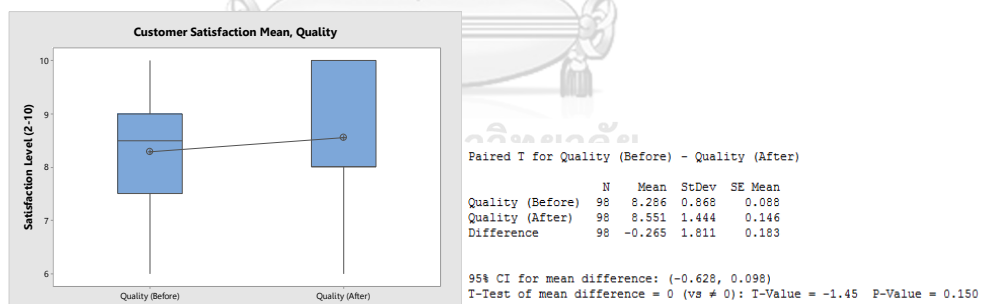 Customer Satisfaction Mean, Quality
Satisfaction Level (2-10)
10
9
8
7
6
Quality (Before) Quality (After)
Paired T for Quality (Before) - Quality (After)
N Mean StDev SE Mean
Quality (Before) 98 8.286 0.868 0.088
Quality (After) 98 8.551 1.444 0.146
Difference 98 -0.265 1.811 0.183
95% CI for mean difference: (-0.628, 0.098)
T-Test of mean difference = 0 (vs ≠ 0): T-Value = -1.45 P-Value = 0.150